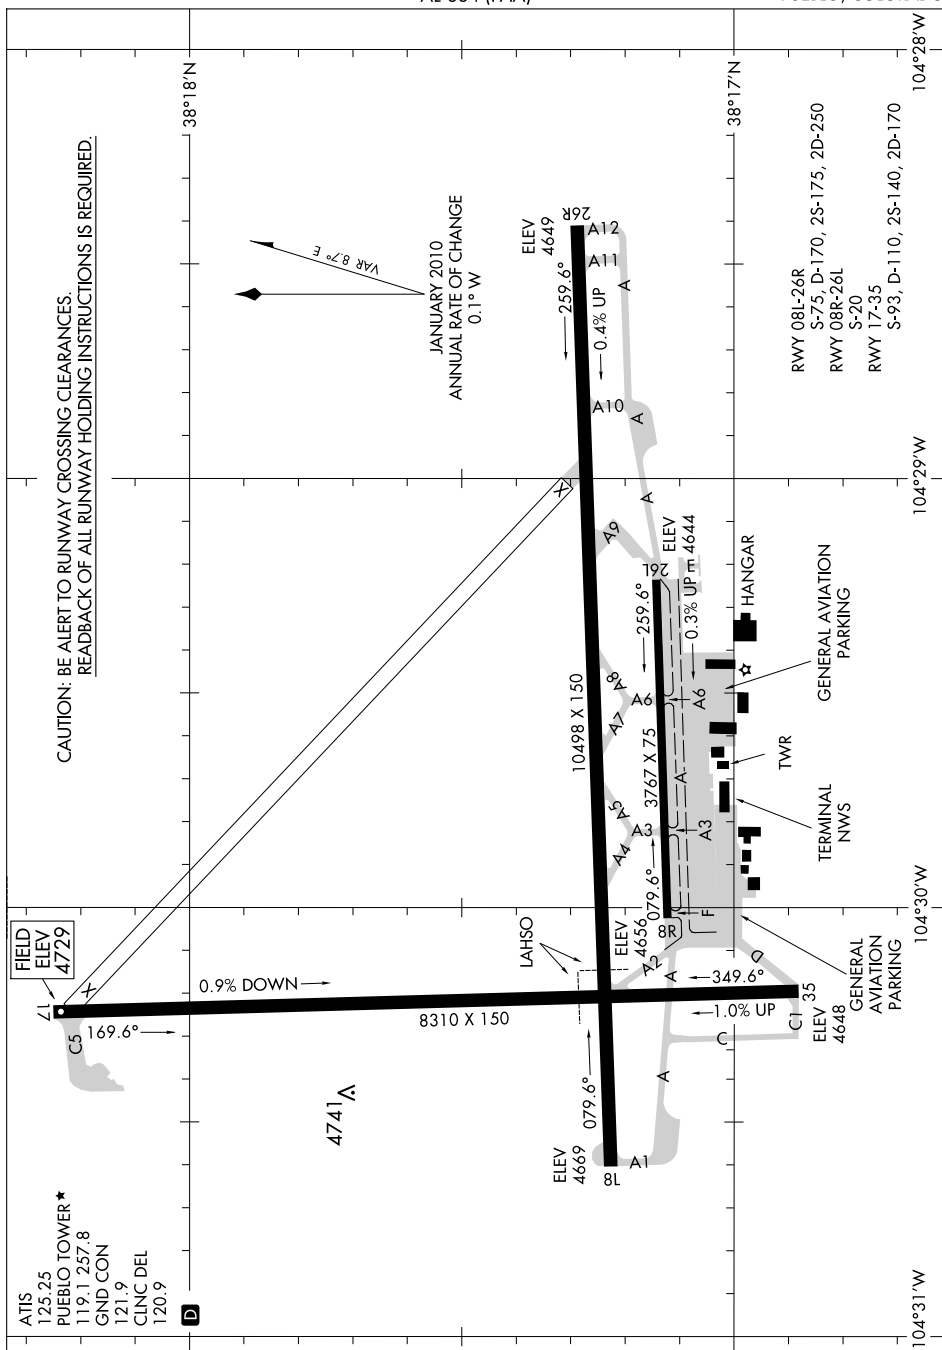 CAUTION: BE ALERT TO RUNWAY CROSSING CLEARANCES.
READBACK OF ALL RUNWAY HOLDING INSTRUCTIONS IS REQUIRED.
ATIS
125.25
PUEBLO TOWER★
119.1 257.8
GND CON
121.9
CLNC DEL
120.9
D
FIELD
ELEV
4729
17
X
C5
169.6°
0.9% DOWN
8310 X 150
4741
38°18'N
JANUARY 2010
ANNUAL RATE OF CHANGE
0.1° W
VAR 8.7° E
X
LAHSO
ELEV
4669
8L
A1
079.6°
10498 X 150
259.6°
0.4% UP
ELEV
4649
26R
A12
A11
A
A10
A
A
A9
A8
A7
A6
A5
A4
A3
A2
A
A
ELEV
4656
8R
079.6°
3767 X 75
259.6°
26L
ELEV
4644
0.3% UP
A
A6
A3
F
D
349.6°
1.0% UP
35
C
C1
ELEV
4648
GENERAL
AVIATION
PARKING
TERMINAL
NWS
TWR
GENERAL AVIATION
PARKING
HANGAR
38°17'N
RWY 08L-26R
S-75, D-170, 2S-175, 2D-250
RWY 08R-26L
S-20
RWY 17-35
S-93, D-110, 2S-140, 2D-170
104°31'W
104°30'W
104°29'W
104°28'W